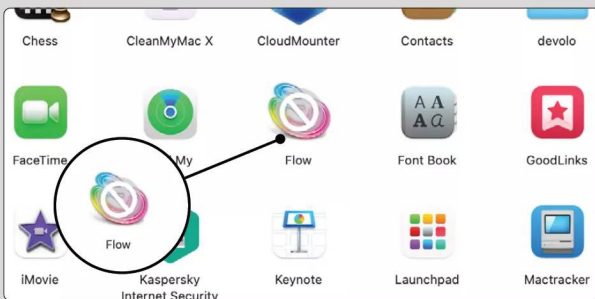 Chess
CleanMyMac X
CloudMounter
Contacts
devolo
A A
A a
FaceTime
My
Flow
Font Book
GoodLinks
Flow
iMovie
Kaspersky
Internet Security
Keynote
Launchpad
Mactracker